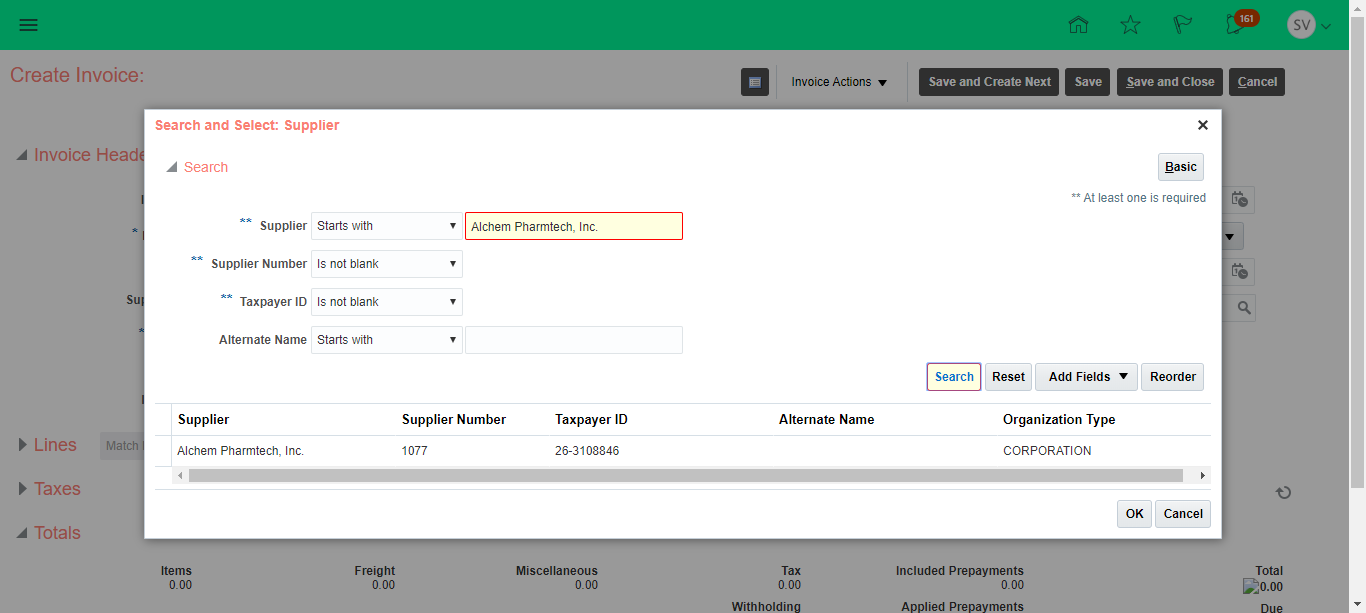 161
SV
Create Invoice:
Invoice Actions
Save and Create Next
Save
Save and Close
Cancel
Search and Select: Supplier
Invoice Heade
Search
Basic
** At least one is required
** Supplier Starts with Alchem Pharmtech, Inc.
** Supplier Number Is not blank
** Taxpayer ID Is not blank
Sup
Alternate Name Starts with
Search Reset Add Fields Reorder
Supplier Supplier Number Taxpayer ID Alternate Name Organization Type
Lines Match
Alchem Pharmtech, Inc. 1077 26-3108846 CORPORATION
Taxes
OK Cancel
Totals
Items Freight Miscellaneous Tax Included Prepayments Total
0.00 0.00 0.00 0.00 0.00 0.00
Withholding Applied Prepayments Due